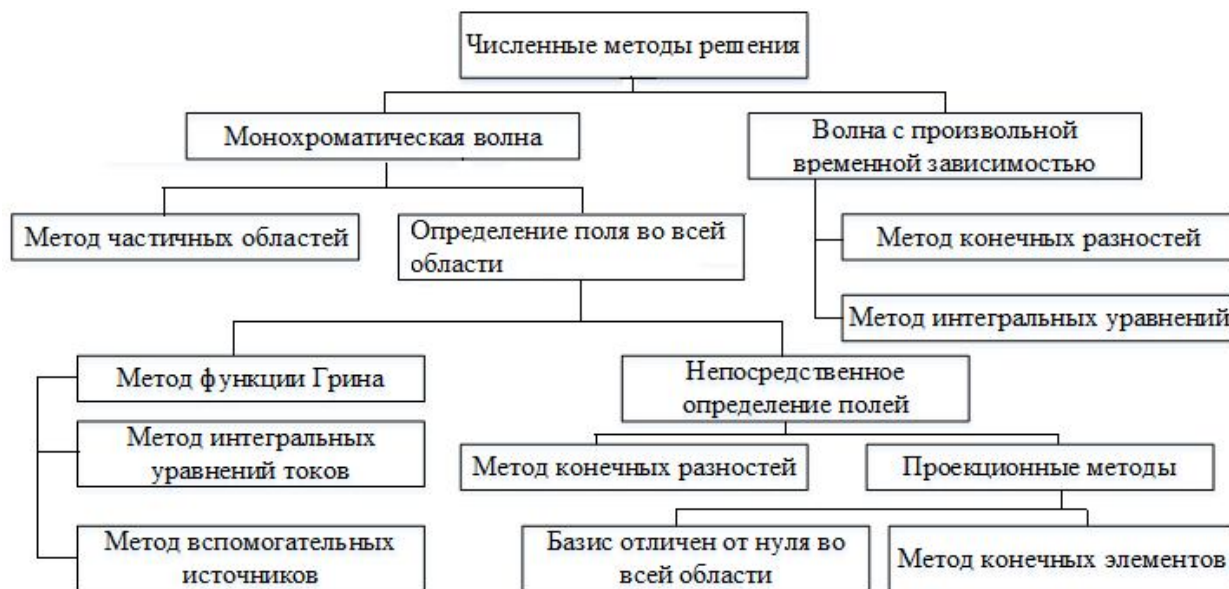 Численные методы решения
Монохроматическая волна
Волна с произвольной
временной зависимостью
Метод частичных областей
Определение поля во всей
области
Метод конечных разностей
Метод интегральных уравнений
Метод функции Грина
Непосредственное
определение полей
Метод интегральных
уравнений токов
Метод конечных разностей
Проекционные методы
Метод вспомогательных
источников
Базис отличен от нуля во
всей области
Метод конечных элементов